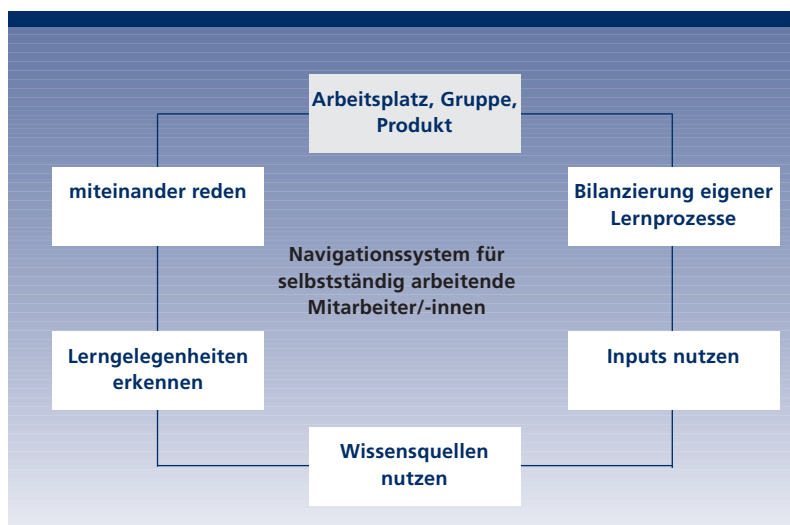 Arbeitsplatz, Gruppe,
Produkt
miteinander reden
Bilanzierung eigener
Lernprozesse
Navigationssystem für
selbstständig arbeitende
Mitarbeiter/-innen
Lerngelegenheiten
erkennen
Inputs nutzen
Wissensquellen
nutzen